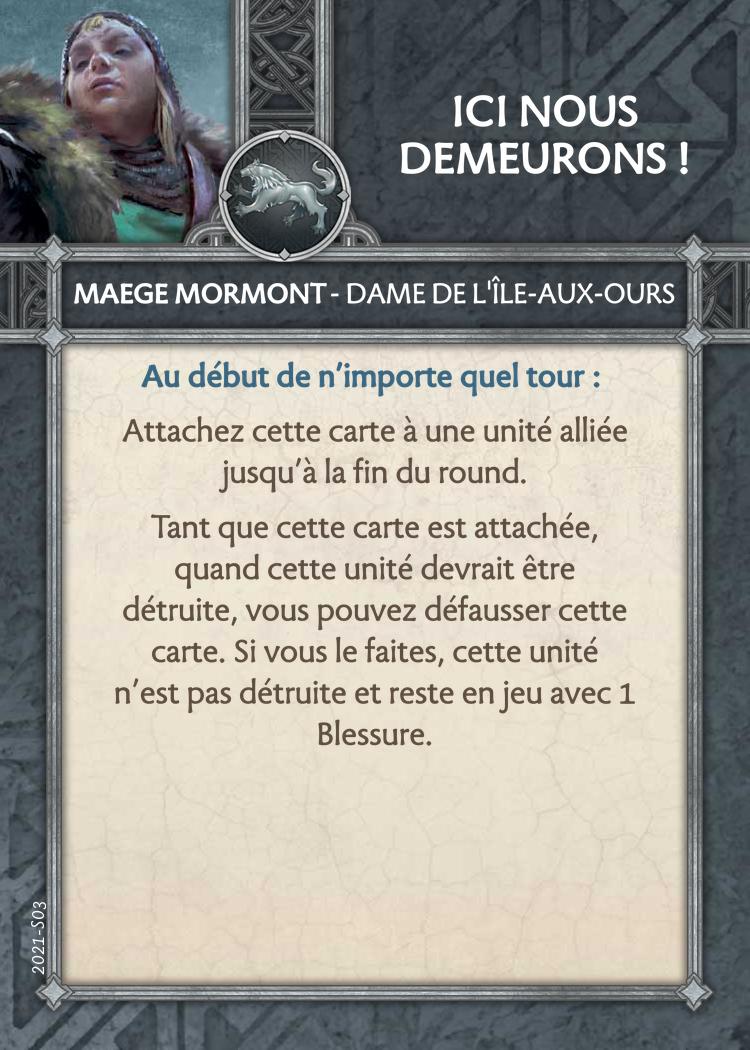 ICI NOUS
DEMEURONS !
MAEGE MORMONT - DAME DE L'ÎLE-AUX-OURS
Au début de n’importe quel tour :
Attachez cette carte à une unité alliée
jusqu’à la fin du round.
Tant que cette carte est attachée,
quand cette unité devrait être
détruite, vous pouvez défausser cette
carte. Si vous le faites, cette unité
n’est pas détruite et reste en jeu avec 1
Blessure.
2021-S03